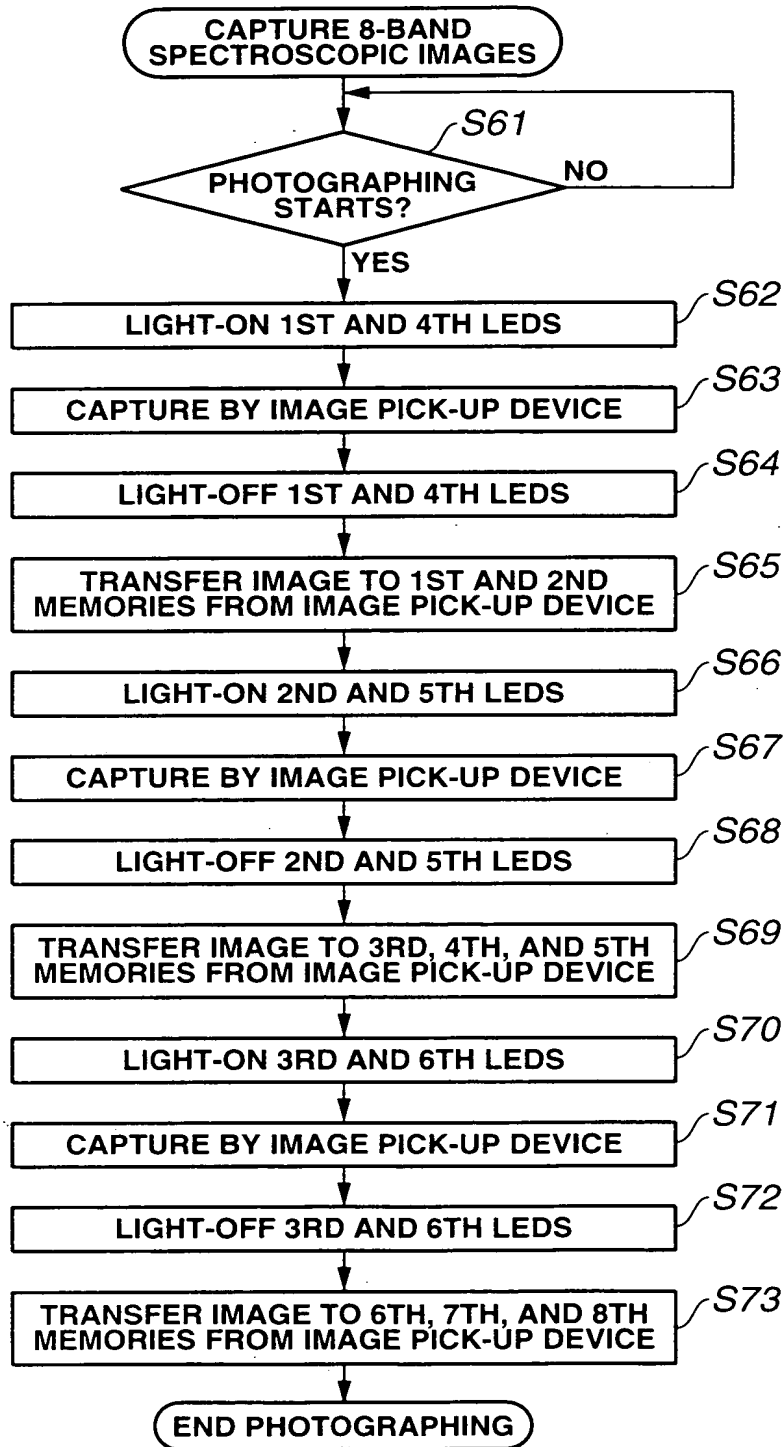 CAPTURE 8-BAND
SPECTROSCOPIC IMAGES
S61
PHOTOGRAPHING
STARTS?
NO
YES
S62
LIGHT-ON 1ST AND 4TH LEDS
S63
CAPTURE BY IMAGE PICK-UP DEVICE
S64
LIGHT-OFF 1ST AND 4TH LEDS
S65
TRANSFER IMAGE TO 1ST AND 2ND
MEMORIES FROM IMAGE PICK-UP DEVICE
S66
LIGHT-ON 2ND AND 5TH LEDS
S67
CAPTURE BY IMAGE PICK-UP DEVICE
S68
LIGHT-OFF 2ND AND 5TH LEDS
S69
TRANSFER IMAGE TO 3RD, 4TH, AND 5TH
MEMORIES FROM IMAGE PICK-UP DEVICE
S70
LIGHT-ON 3RD AND 6TH LEDS
S71
CAPTURE BY IMAGE PICK-UP DEVICE
S72
LIGHT-OFF 3RD AND 6TH LEDS
S73
TRANSFER IMAGE TO 6TH, 7TH, AND 8TH
MEMORIES FROM IMAGE PICK-UP DEVICE
END PHOTOGRAPHING